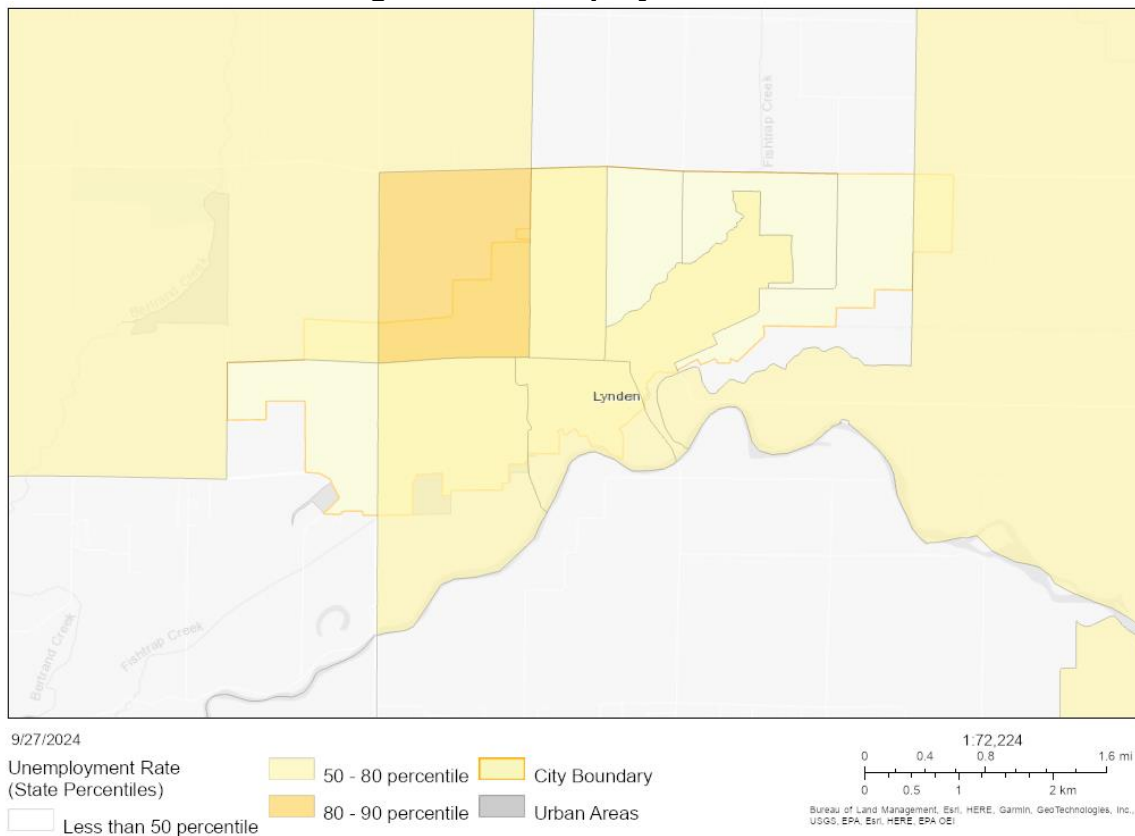 Fishtrap Creek
Bertrand Creek
Lynden
Bertrand Creek
Fishtrap Creek
9/27/2024
Unemployment Rate
(State Percentiles)
Less than 50 percentile
50 - 80 percentile
80 - 90 percentile
City Boundary
Urban Areas
1:72,224
0 0.4 0.8 1.6 mi
0 0.5 1 2 km
Bureau of Land Management, Esri, HERE, Garmin, GeoTechnologies, Inc.,
USGS, EPA, Esri, HERE, EPA OEI